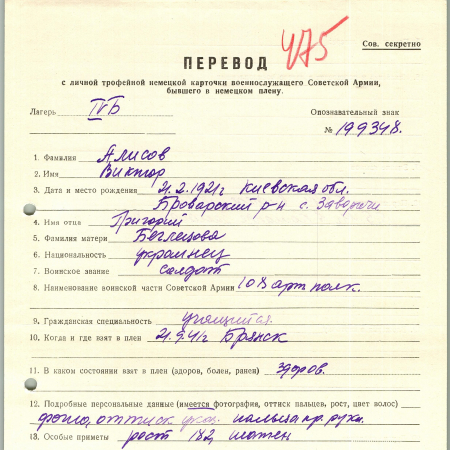 475
Сов. секретно
ПЕРЕВОД
с личной трофейной немецкой карточки военнослужащего Советской Армии,
бывшего в немецком плену.
Лагерь IVБ
Опознавательный знак
№ 199348.
1. Фамилия Алисов
2. Имя Виктор
3. Дата и место рождения 21.2.1921г Киевская обл.
Броварский р-н с.
4. Имя отца Григорий
5. Фамилия матери Беглецова
6. Национальность украинец
7. Воинское звание солдат
8. Наименование воинской части Советской Армии 108 арт полк.
9. Гражданская специальность учащийся.
10. Когда и где взят в плен 21.9.41г Брянск
11. В каком состоянии взят в плен (здоров, болен, ранен) здоров.
12. Подробные персональные данные (имеется фотография, оттиск пальцев, рост, цвет волос)
фото, оттиск указ. пальца пр. руки.
13. Особые приметы рост 182, шатен